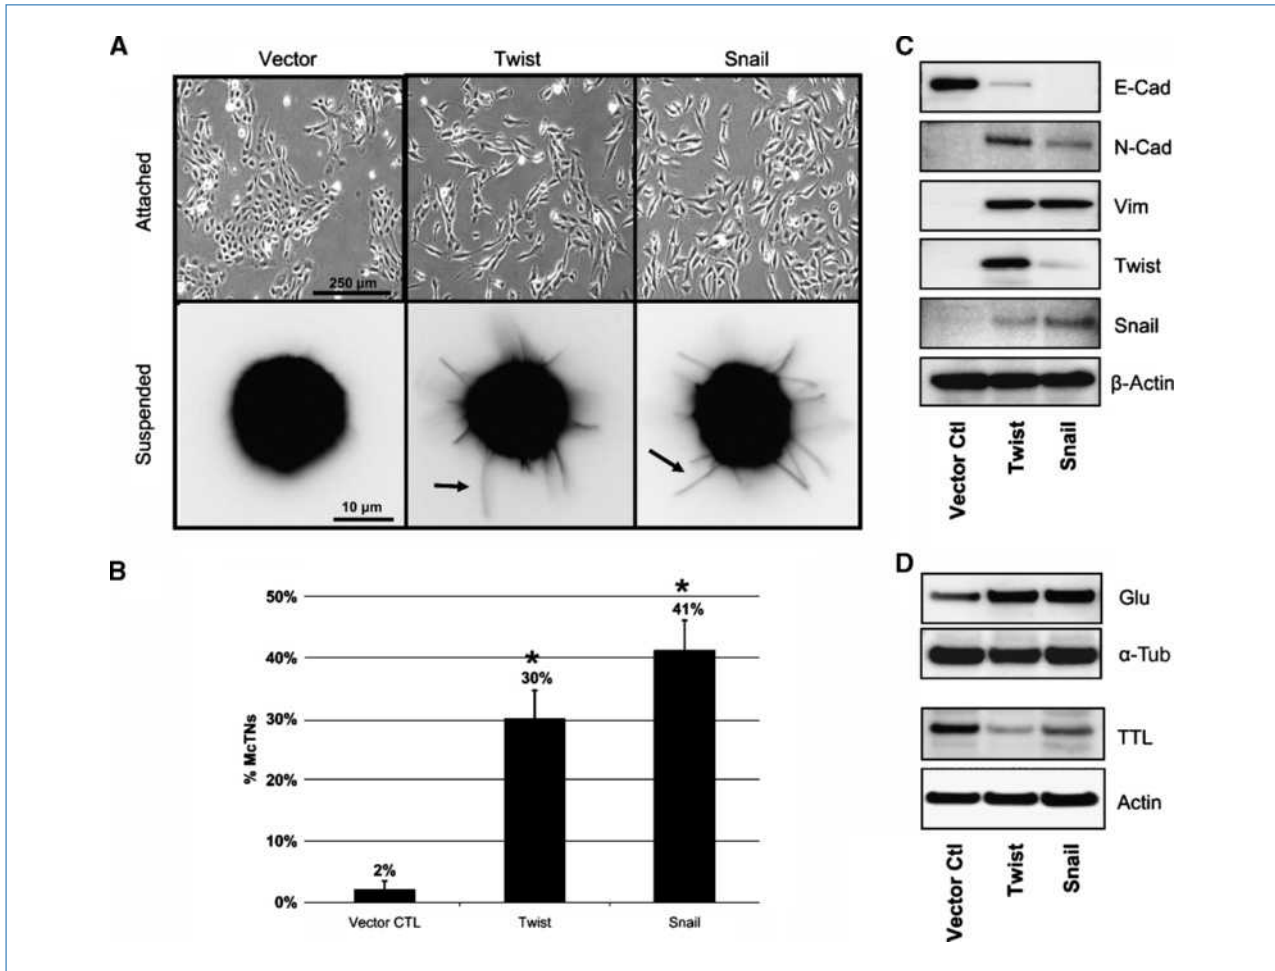 A
Vector
Twist
Snail
Attached
250 µm
Suspended
10 µm
B
50%
40%
30%
20%
10%
0%
% McTNs
2%
*
30%
*
41%
Vector CTL
Twist
Snail
C
E-Cad
N-Cad
Vim
Twist
Snail
β-Actin
Vector Ctl
Twist
Snail
D
Glu
α-Tub
TTL
Actin
Vector Ctl
Twist
Snail